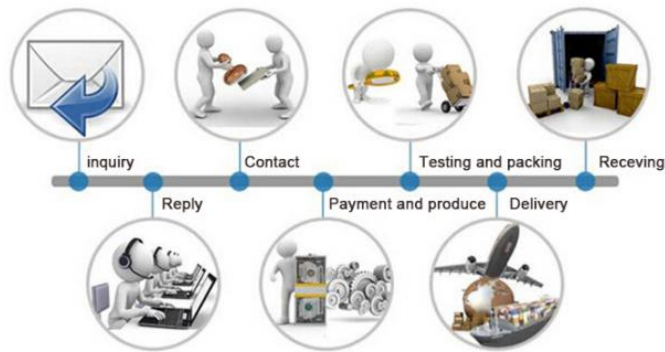 inquiry
Contact
Testing and packing
Receving
Reply
Payment and produce
Delivery